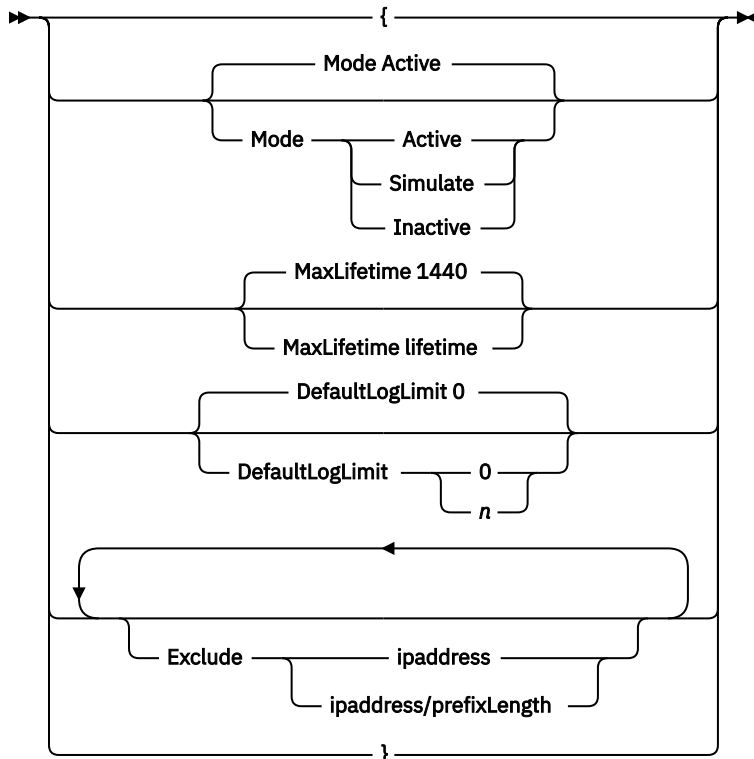 {
Mode Active
Mode Active
Simulate
Inactive
MaxLifetime 1440
MaxLifetime lifetime
DefaultLogLimit 0
DefaultLogLimit 0
n
Exclude ipaddress
ipaddress/prefixLength
}